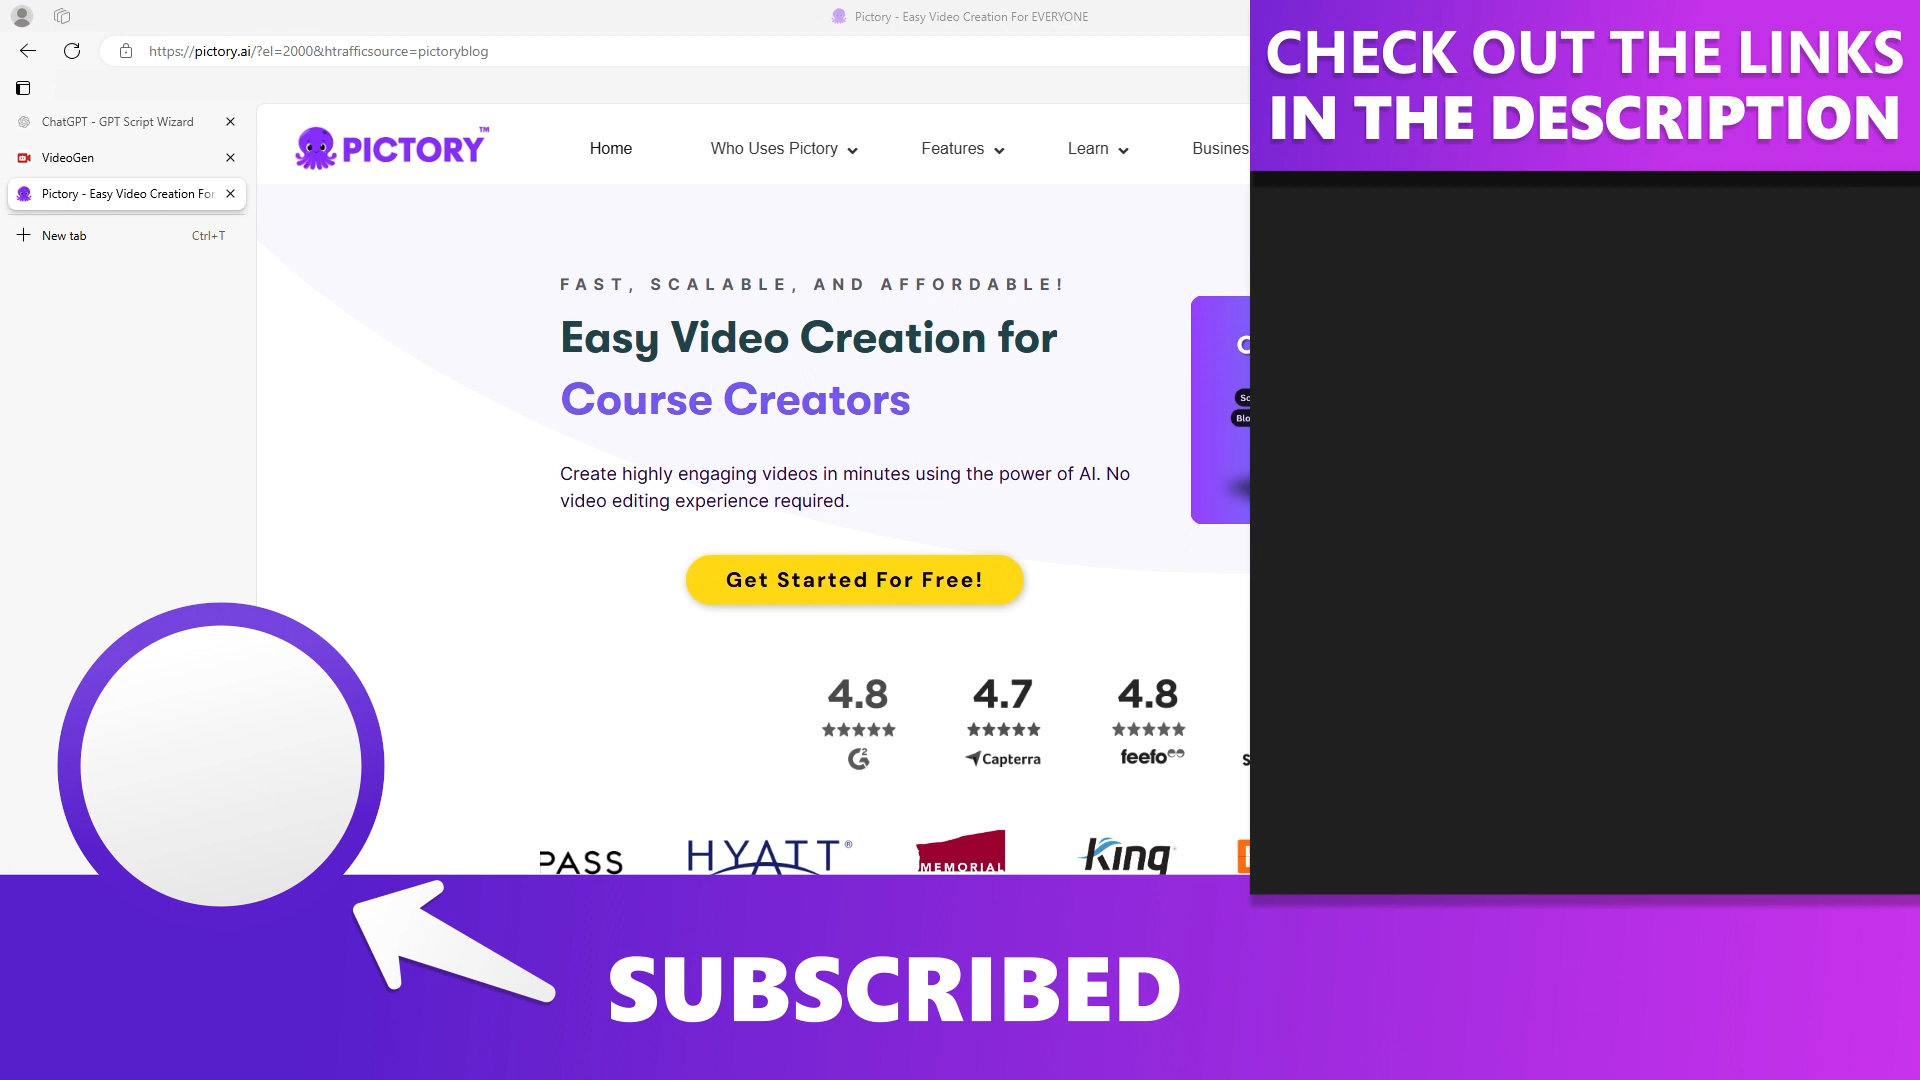 Pictory - Easy Video Creation For EVERYONE
https://pictory.ai/?el=2000&htrafficsource=pictoryblog
CHECK OUT THE LINKS
IN THE DESCRIPTION
ChatGPT - GPT Script Wizard
VideoGen
Pictory - Easy Video Creation For
New tab Ctrl+T
PICTORY™
Home Who Uses Pictory Features Learn Busines
FAST, SCALABLE, AND AFFORDABLE!
Easy Video Creation for
Course Creators
Create highly engaging videos in minutes using the power of AI. No
video editing experience required.
Get Started For Free!
4.8 4.7 4.8
G2 Capterra feefo
PASS HYATT® MEMORIAL King
SUBSCRIBED